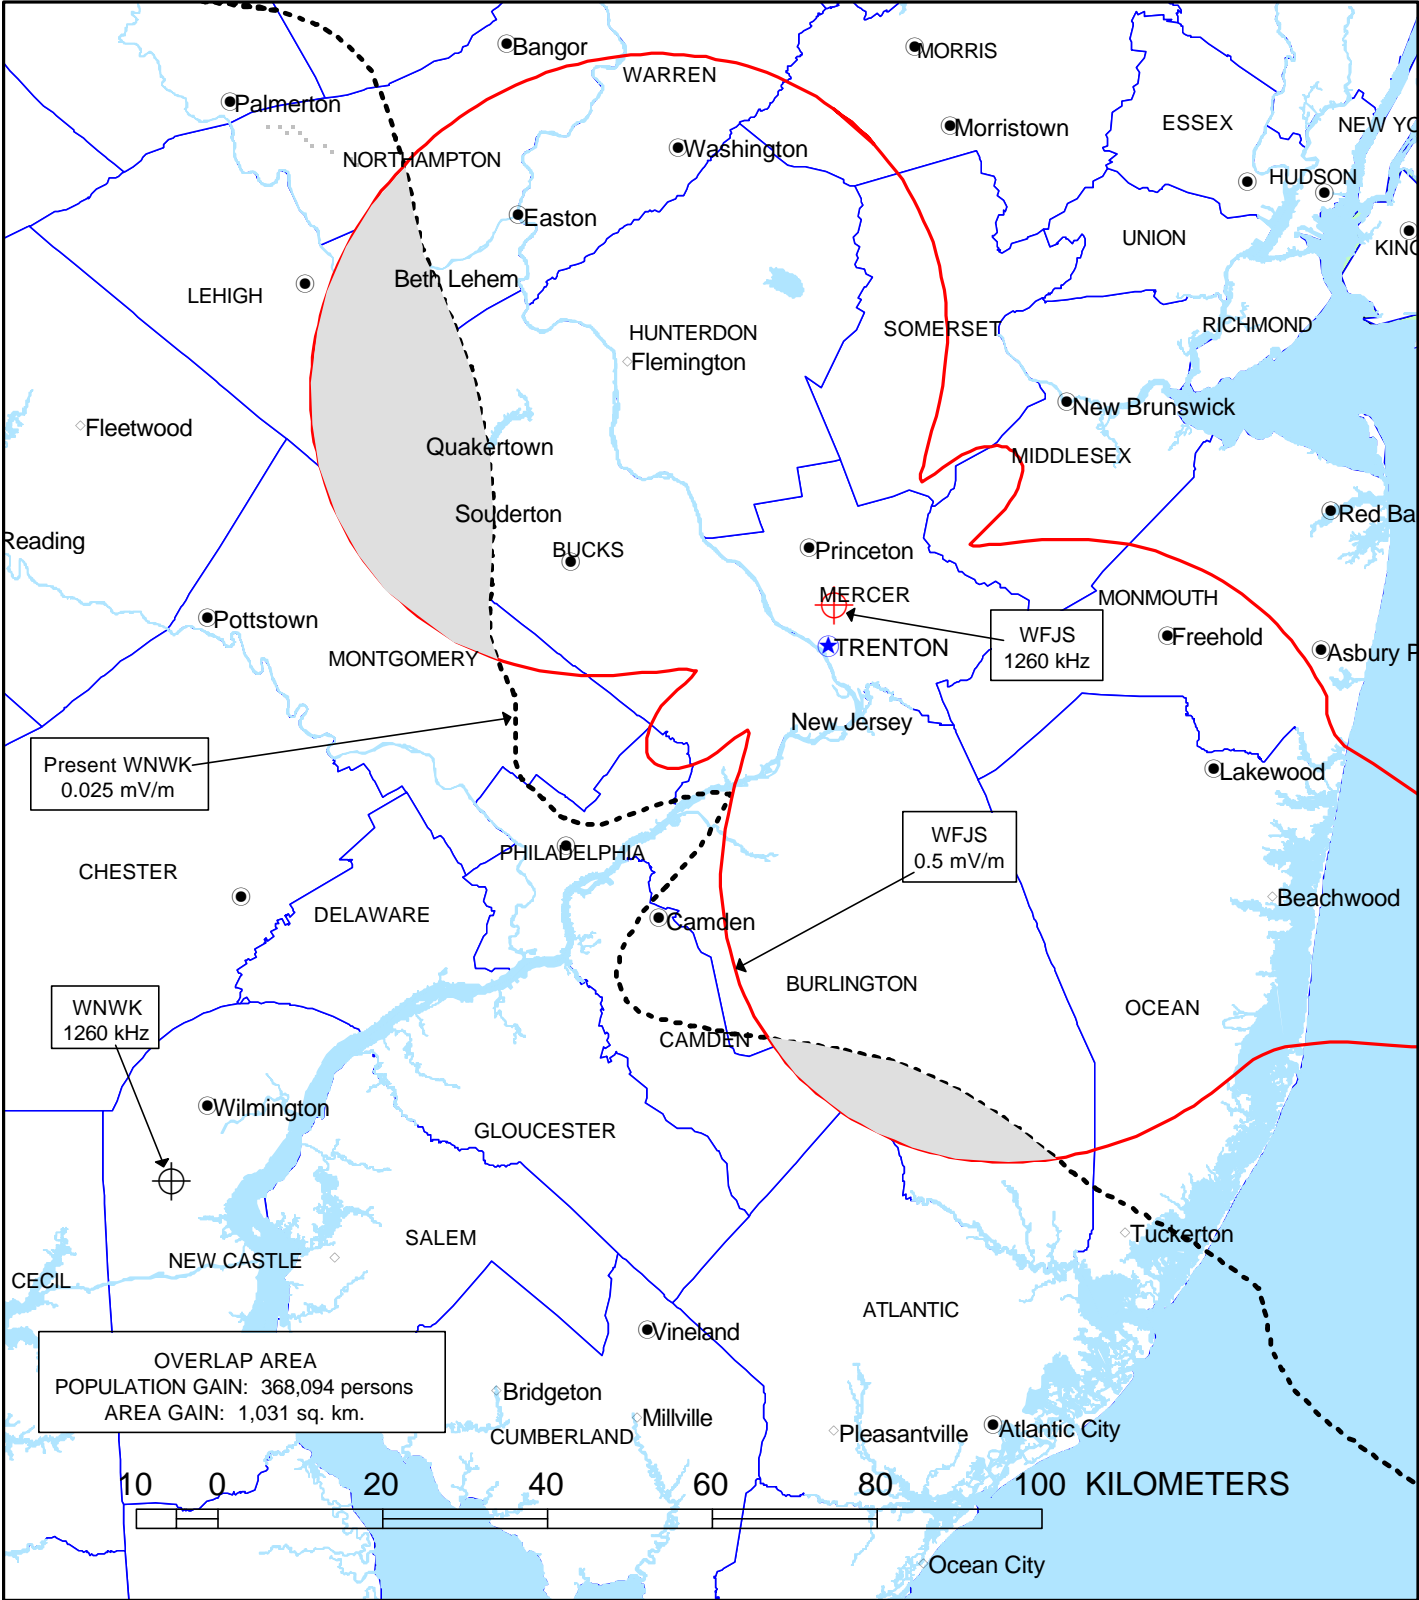 Bangor
MORRIS
WARREN
Palmerton
Morristown
ESSEX
NEW YO
Washington
NORTHAMPTON
HUDSON
Easton
UNION
KING
Beth Lehem
LEHIGH
HUNTERDON
SOMERSET
RICHMOND
Flemington
New Brunswick
Fleetwood
Quakertown
MIDDLESEX
Souderton
Red Ba
Reading
BUCKS
Princeton
MERCER
MONMOUTH
Pottstown
WFJS
1260 kHz
Freehold
TRENTON
Asbury P
MONTGOMERY
New Jersey
Present WNWK
0.025 mV/m
Lakewood
WFJS
0.5 mV/m
PHILADELPHIA
CHESTER
Beachwood
DELAWARE
Camden
BURLINGTON
WNWK
1260 kHz
OCEAN
CAMDEN
Wilmington
GLOUCESTER
Tuckerton
SALEM
NEW CASTLE
CECIL
ATLANTIC
Vineland
OVERLAP AREA
POPULATION GAIN: 368,094 persons
AREA GAIN: 1,031 sq. km.
Bridgeton
Millville
CUMBERLAND
Pleasantville
Atlantic City
10 0 20 40 60 80 100 KILOMETERS
Ocean City